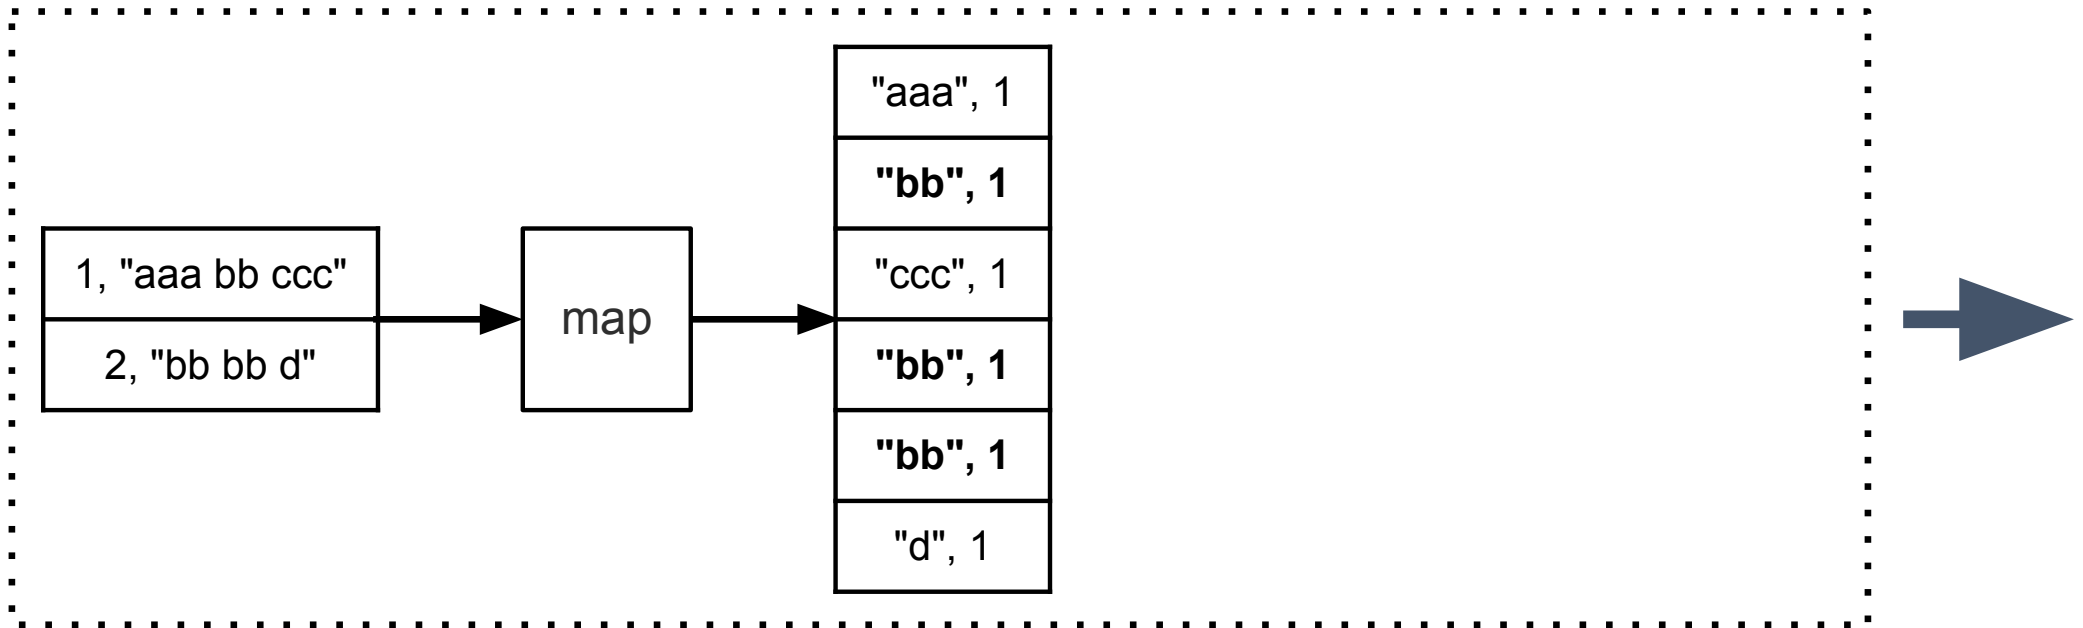 1, "aaa bb ccc"
2, "bb bb d"
map
"aaa", 1
"bb", 1
"ccc", 1
"bb", 1
"bb", 1
"d", 1